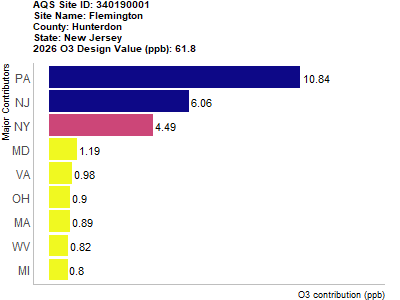 AQS Site ID: 340190001
Site Name: Flemington
County: Hunterdon
State: New Jersey
2026 O3 Design Value (ppb): 61.8
Major Contributors
PA 10.84
NJ 6.06
NY 4.49
MD 1.19
VA 0.98
OH 0.9
MA 0.89
WV 0.82
MI 0.8
O3 contribution (ppb)